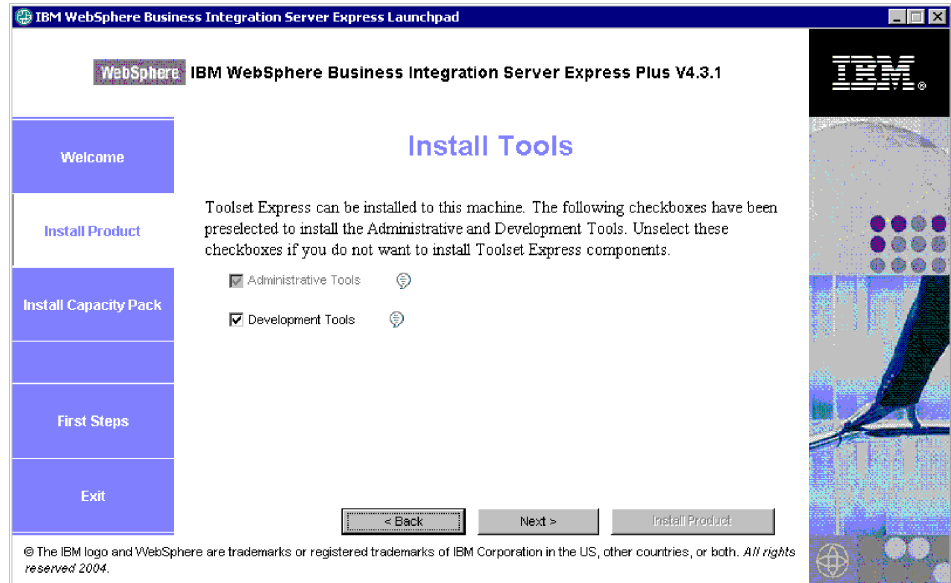 IBM WebSphere Business Integration Server Express Launchpad
WebSphere IBM WebSphere Business Integration Server Express Plus V4.3.1
IBM®
Welcome
Install Product
Install Capacity Pack
First Steps
Exit
Install Tools
Toolset Express can be installed to this machine. The following checkboxes have been
preselected to install the Administrative and Development Tools. Unselect these
checkboxes if you do not want to install Toolset Express components.
Administrative Tools
Development Tools
< Back
Next >
Install Product
© The IBM logo and WebSphere are trademarks or registered trademarks of IBM Corporation in the US, other countries, or both. All rights
reserved 2004.